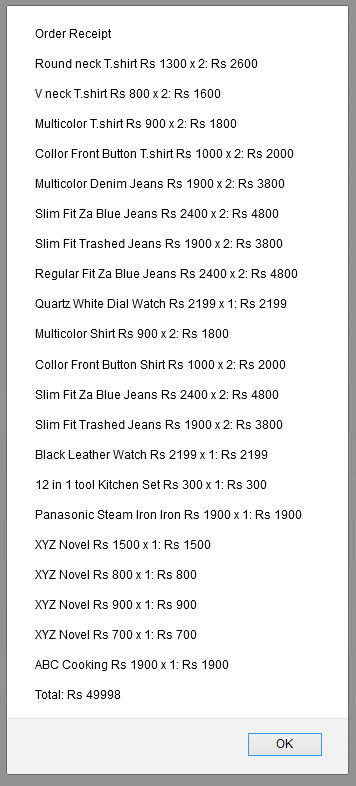 Order Receipt
Round neck T.shirt Rs 1300 x 2: Rs 2600
V neck T.shirt Rs 800 x 2: Rs 1600
Multicolor T.shirt Rs 900 x 2: Rs 1800
Collor Front Button T.shirt Rs 1000 x 2: Rs 2000
Multicolor Denim Jeans Rs 1900 x 2: Rs 3800
Slim Fit Za Blue Jeans Rs 2400 x 2: Rs 4800
Slim Fit Trashed Jeans Rs 1900 x 2: Rs 3800
Regular Fit Za Blue Jeans Rs 2400 x 2: Rs 4800
Quartz White Dial Watch Rs 2199 x 1: Rs 2199
Multicolor Shirt Rs 900 x 2: Rs 1800
Collor Front Button Shirt Rs 1000 x 2: Rs 2000
Slim Fit Za Blue Jeans Rs 2400 x 2: Rs 4800
Slim Fit Trashed Jeans Rs 1900 x 2: Rs 3800
Black Leather Watch Rs 2199 x 1: Rs 2199
12 in 1 tool Kitchen Set Rs 300 x 1: Rs 300
Panasonic Steam Iron Iron Rs 1900 x 1: Rs 1900
XYZ Novel Rs 1500 x 1: Rs 1500
XYZ Novel Rs 800 x 1: Rs 800
XYZ Novel Rs 900 x 1: Rs 900
XYZ Novel Rs 700 x 1: Rs 700
ABC Cooking Rs 1900 x 1: Rs 1900
Total: Rs 49998
OK